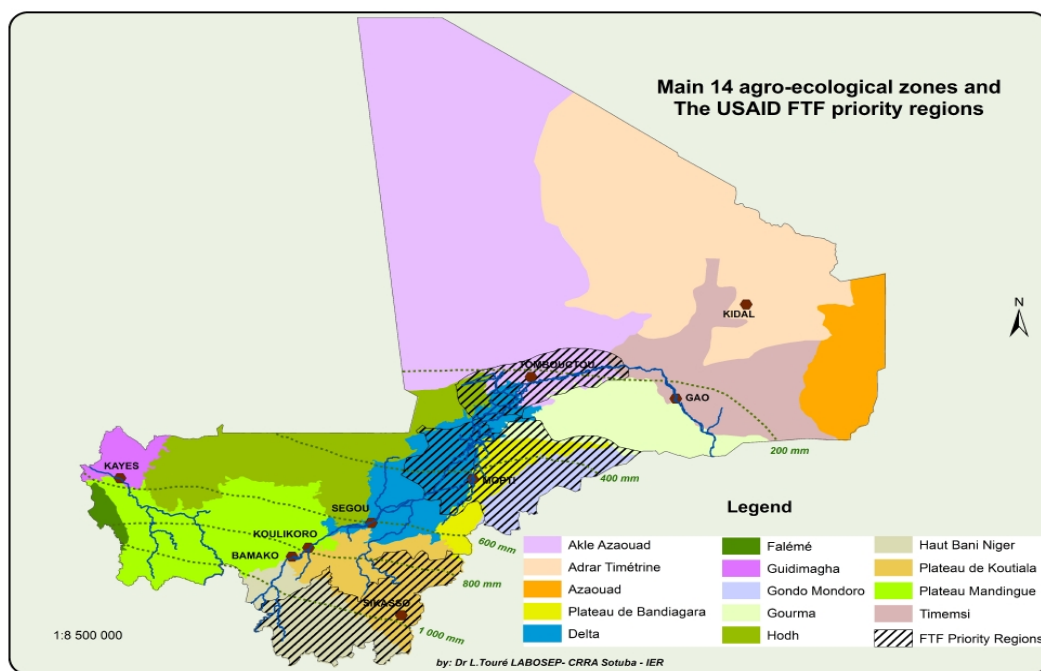 Main 14 agro-ecological zones and
The USAID FTF priority regions
N
KIDAL
TOMBOUCTOU
GAO
200 mm
KAYES
MOPTI
400 mm
SEGOU
KOULIKORO
BAMAKO
600 mm
800 mm
SIKASSO
1 000 mm
1:8 500 000
Legend
Akle Azaouad
Adrar Timétrine
Azaouad
Plateau de Bandiagara
Delta
Falémé
Guidimagha
Gondo Mondoro
Gourma
Hodh
Haut Bani Niger
Plateau de Koutiala
Plateau Mandingue
Timemsi
FTF Priority Regions
by: Dr L.Touré LABOSEP- CRRA Sotuba - IER